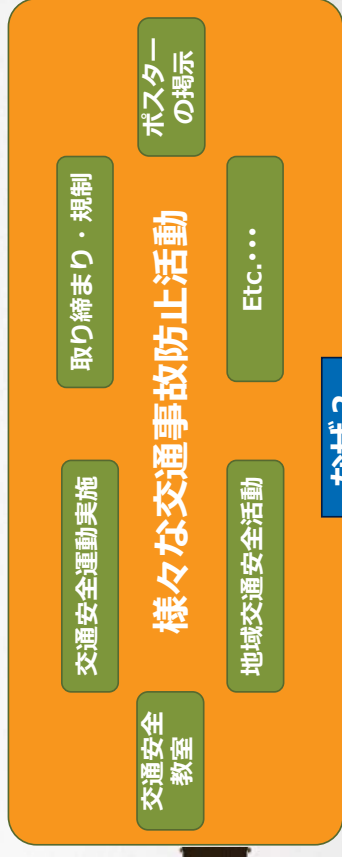 交通安全運動実施
取り締まり・規制
交通安全
教室
様々な交通事故防止活動
ポスター
の掲示
地域交通安全活動
Etc.･･･
なぜ？